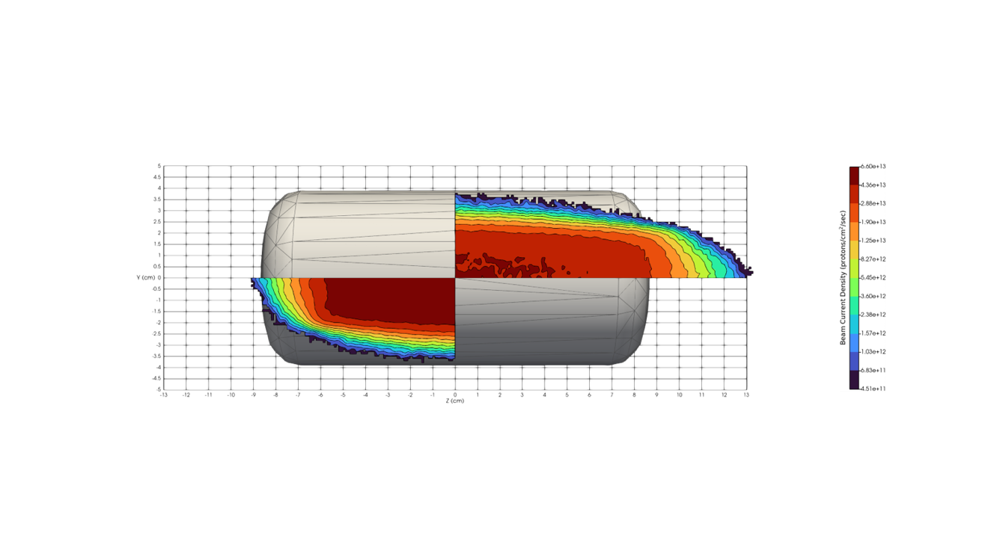 5
4.5
4
3.5
3
2.5
2
1.5
1
0.5
Y (cm) 0
-0.5
-1
-1.5
-2
-2.5
-3
-3.5
-4
-4.5
-5
-13 -12 -11 -10 -9 -8 -7 -6 -5 -4 -3 -2 -1 0 1 2 3 4 5 6 7 8 9 10 11 12 13
Z (cm)
Beam Current Density (protons/cm²/sec)
6.60e+13
4.36e+13
2.88e+13
1.90e+13
1.25e+13
8.27e+12
5.45e+12
3.60e+12
2.38e+12
1.57e+12
1.03e+12
6.83e+11
4.51e+11